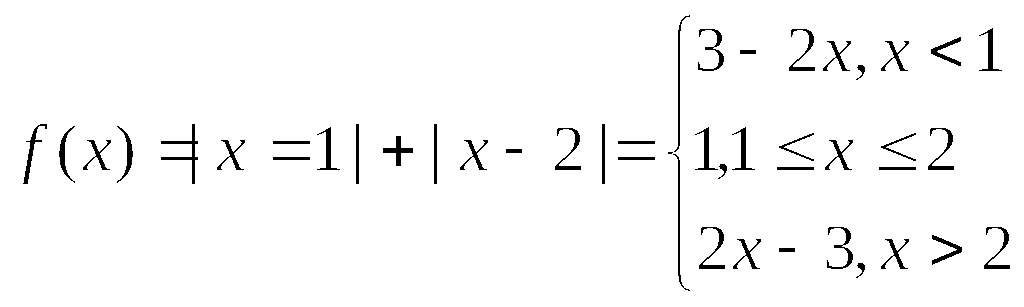 3 - 2x, x < 1
f(x) =| x =1| + | x - 2 |= { 1,1 ≤ x ≤ 2
2x - 3, x > 2